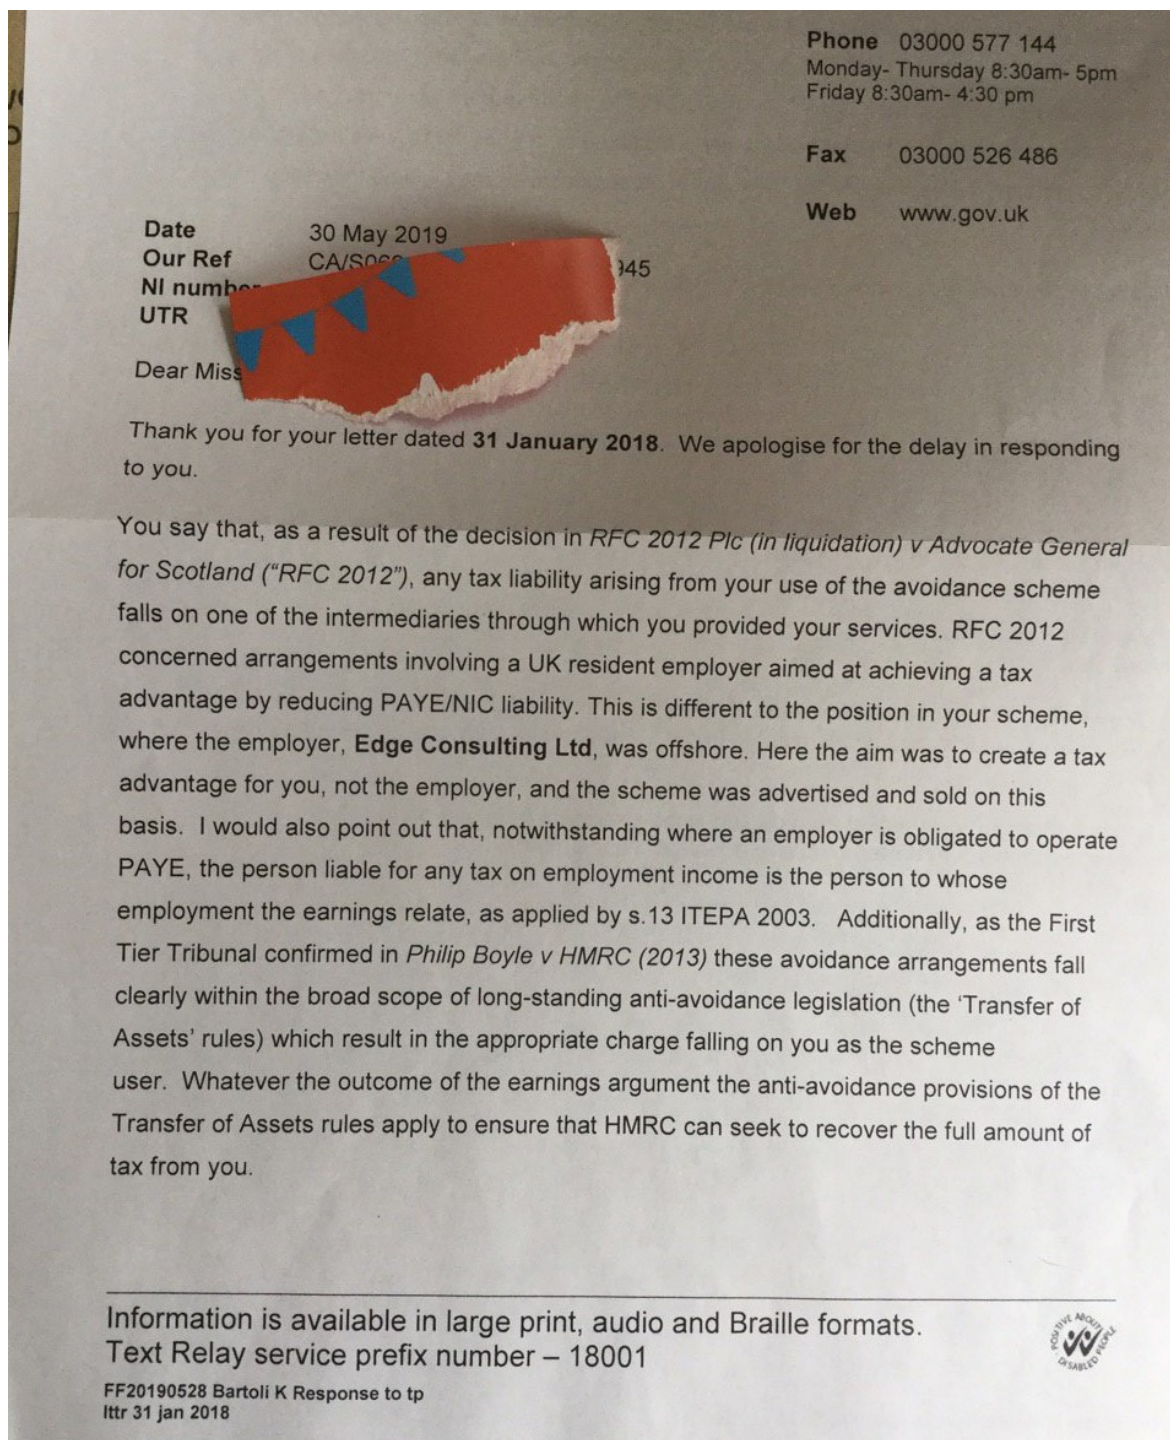 Phone 03000 577 144
Monday- Thursday 8:30am- 5pm
Friday 8:30am- 4:30 pm
Fax 03000 526 486
Web www.gov.uk
Date 30 May 2019
Our Ref CA/S06 945
NI number
UTR
Dear Miss
Thank you for your letter dated 31 January 2018. We apologise for the delay in responding
to you.
You say that, as a result of the decision in RFC 2012 Plc (in liquidation) v Advocate General
for Scotland (“RFC 2012”), any tax liability arising from your use of the avoidance scheme
falls on one of the intermediaries through which you provided your services. RFC 2012
concerned arrangements involving a UK resident employer aimed at achieving a tax
advantage by reducing PAYE/NIC liability. This is different to the position in your scheme,
where the employer, Edge Consulting Ltd, was offshore. Here the aim was to create a tax
advantage for you, not the employer, and the scheme was advertised and sold on this
basis. I would also point out that, notwithstanding where an employer is obligated to operate
PAYE, the person liable for any tax on employment income is the person to whose
employment the earnings relate, as applied by s.13 ITEPA 2003. Additionally, as the First
Tier Tribunal confirmed in Philip Boyle v HMRC (2013) these avoidance arrangements fall
clearly within the broad scope of long-standing anti-avoidance legislation (the ‘Transfer of
Assets’ rules) which result in the appropriate charge falling on you as the scheme
user. Whatever the outcome of the earnings argument the anti-avoidance provisions of the
Transfer of Assets rules apply to ensure that HMRC can seek to recover the full amount of
tax from you.
Information is available in large print, audio and Braille formats.
Text Relay service prefix number – 18001
POSITIVE ABOUT DISABLED PEOPLE
FF20190528 Bartoli K Response to tp
lttr 31 jan 2018